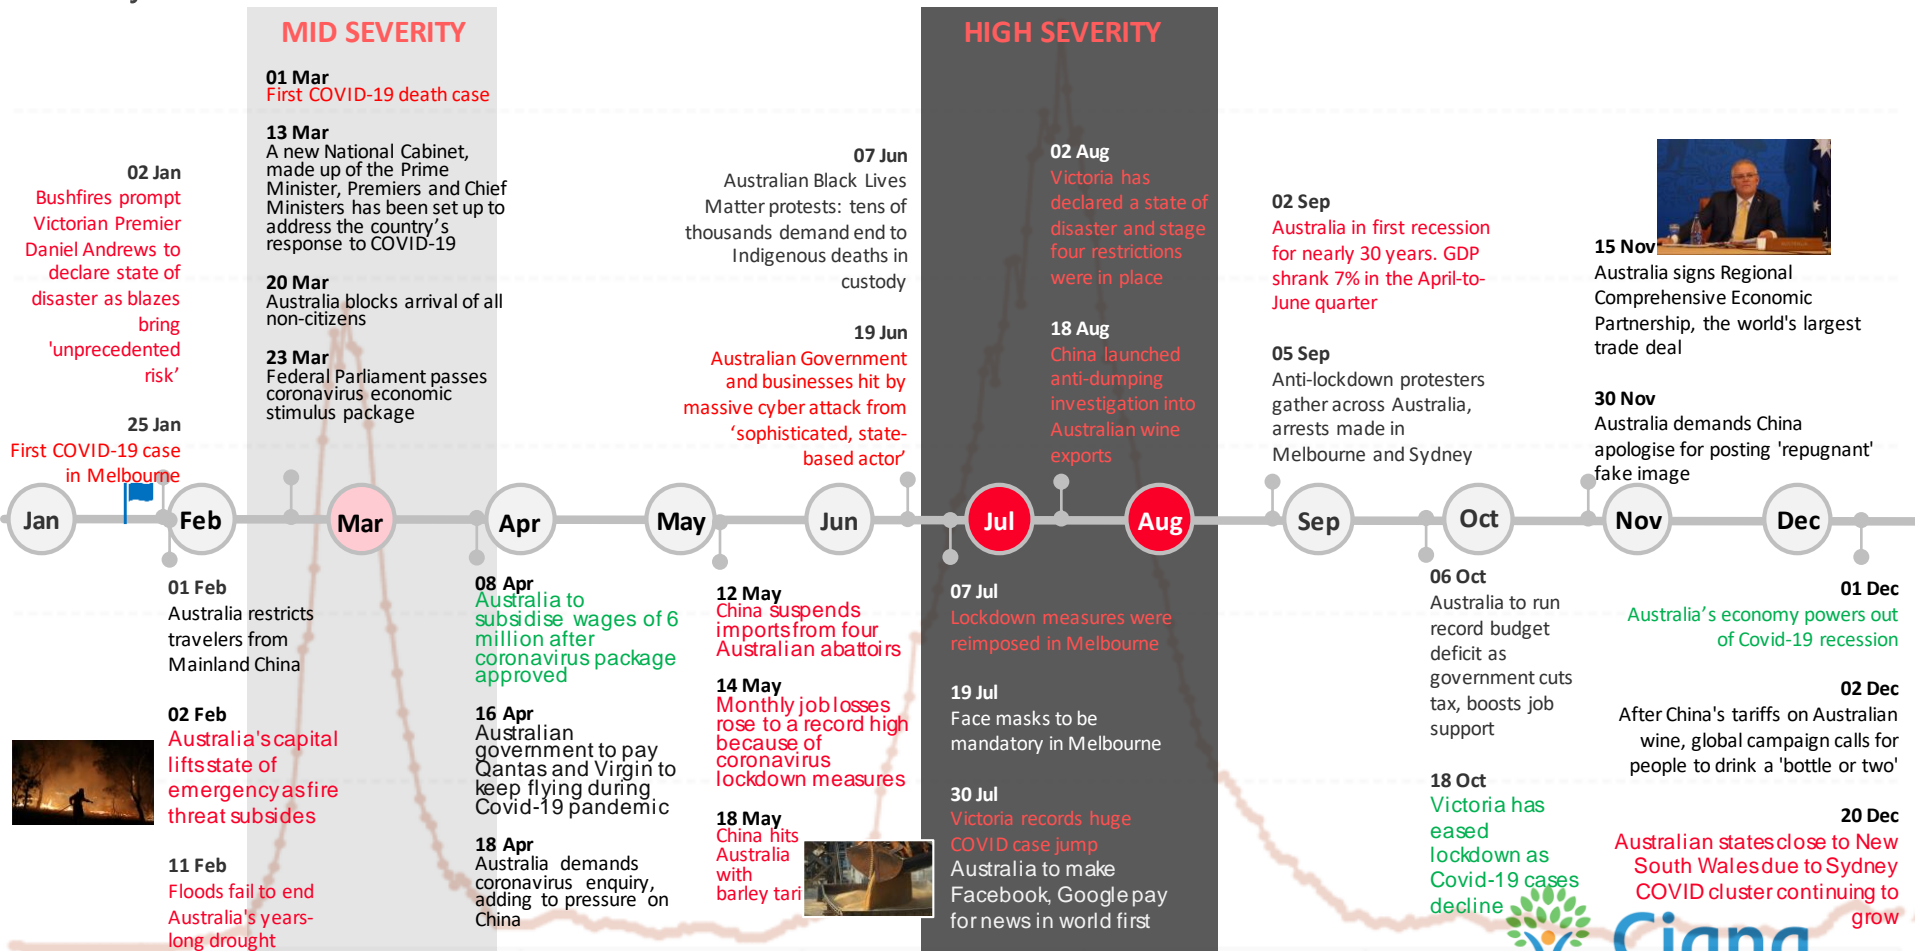 MID SEVERITY
HIGH SEVERITY
01 Mar
First COVID-19 death case
13 Mar
A new National Cabinet,
made up of the Prime
Minister, Premiers and Chief
Ministers has been set up to
address the country's
response to COVID-19
20 Mar
Australia blocks arrival of all
non-citizens
23 Mar
Federal Parliament passes
coronavirus economic
stimulus package
02 Jan
Bushfires prompt
Victorian Premier
Daniel Andrews to
declare state of
disaster as blazes
bring
'unprecedented
risk’
25 Jan
First COVID-19 case
in Melbourne
07 Jun
Australian Black Lives
Matter protests: tens of
thousands demand end to
Indigenous deaths in
custody
19 Jun
Australian Government
and businesses hit by
massive cyber attack from
‘sophisticated, state-
based actor’
02 Aug
Victoria has
declared a state of
disaster and stage
four restrictions
were in place
18 Aug
China launched
anti-dumping
investigation into
Australian wine
exports
02 Sep
Australia in first recession
for nearly 30 years. GDP
shrank 7% in the April-to-
June quarter
05 Sep
Anti-lockdown protesters
gather across Australia,
arrests made in
Melbourne and Sydney
15 Nov
Australia signs Regional
Comprehensive Economic
Partnership, the world's largest
trade deal
30 Nov
Australia demands China
apologise for posting 'repugnant'
fake image
Jan
Feb
Mar
Apr
May
Jun
Jul
Aug
Sep
Oct
Nov
Dec
01 Feb
Australia restricts
travelers from
Mainland China
02 Feb
Australia's capital
lifts state of
emergency as fire
threat subsides
11 Feb
Floods fail to end
Australia's years-
long drought
08 Apr
Australia to
subsidise wages of 6
million after
coronavirus package
approved
16 Apr
Australian
government to pay
Qantas and Virgin to
keep flying during
Covid-19 pandemic
18 Apr
Australia demands
coronavirus enquiry,
adding to pressure on
China
12 May
China suspends
imports from four
Australian abattoirs
14 May
Monthly job losses
rose to a record high
because of
coronavirus
lockdown measures
18 May
China hits
Australia
with
barley tari
07 Jul
Lockdown measures were
reimposed in Melbourne
19 Jul
Face masks to be
mandatory in Melbourne
30 Jul
Victoria records huge
COVID case jump
Australia to make
Facebook, Google pay
for news in world first
06 Oct
Australia to run
record budget
deficit as
government cuts
tax, boosts job
support
18 Oct
Victoria has
eased
lockdown as
Covid-19 cases
decline
01 Dec
Australia’s economy powers out
of Covid-19 recession
02 Dec
After China's tariffs on Australian
wine, global campaign calls for
people to drink a 'bottle or two'
20 Dec
Australian states close to New
South Wales due to Sydney
COVID cluster continuing to
grow
Cigna